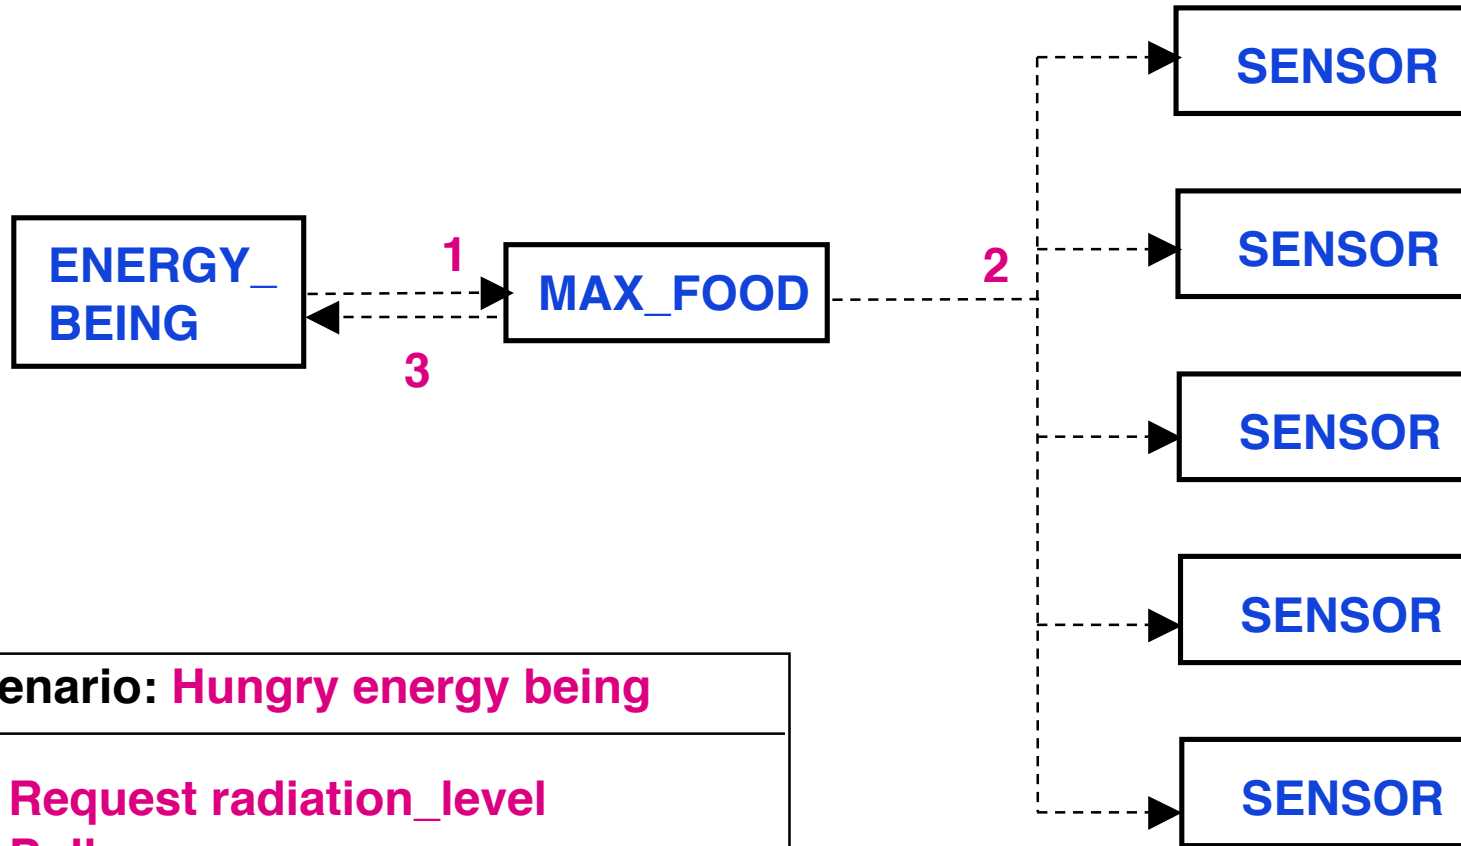 SENSOR
SENSOR
1
2
ENERGY_
BEING
MAX_FOOD
3
SENSOR
SENSOR
enario: Hungry energy being
Request radiation_level
SENSOR